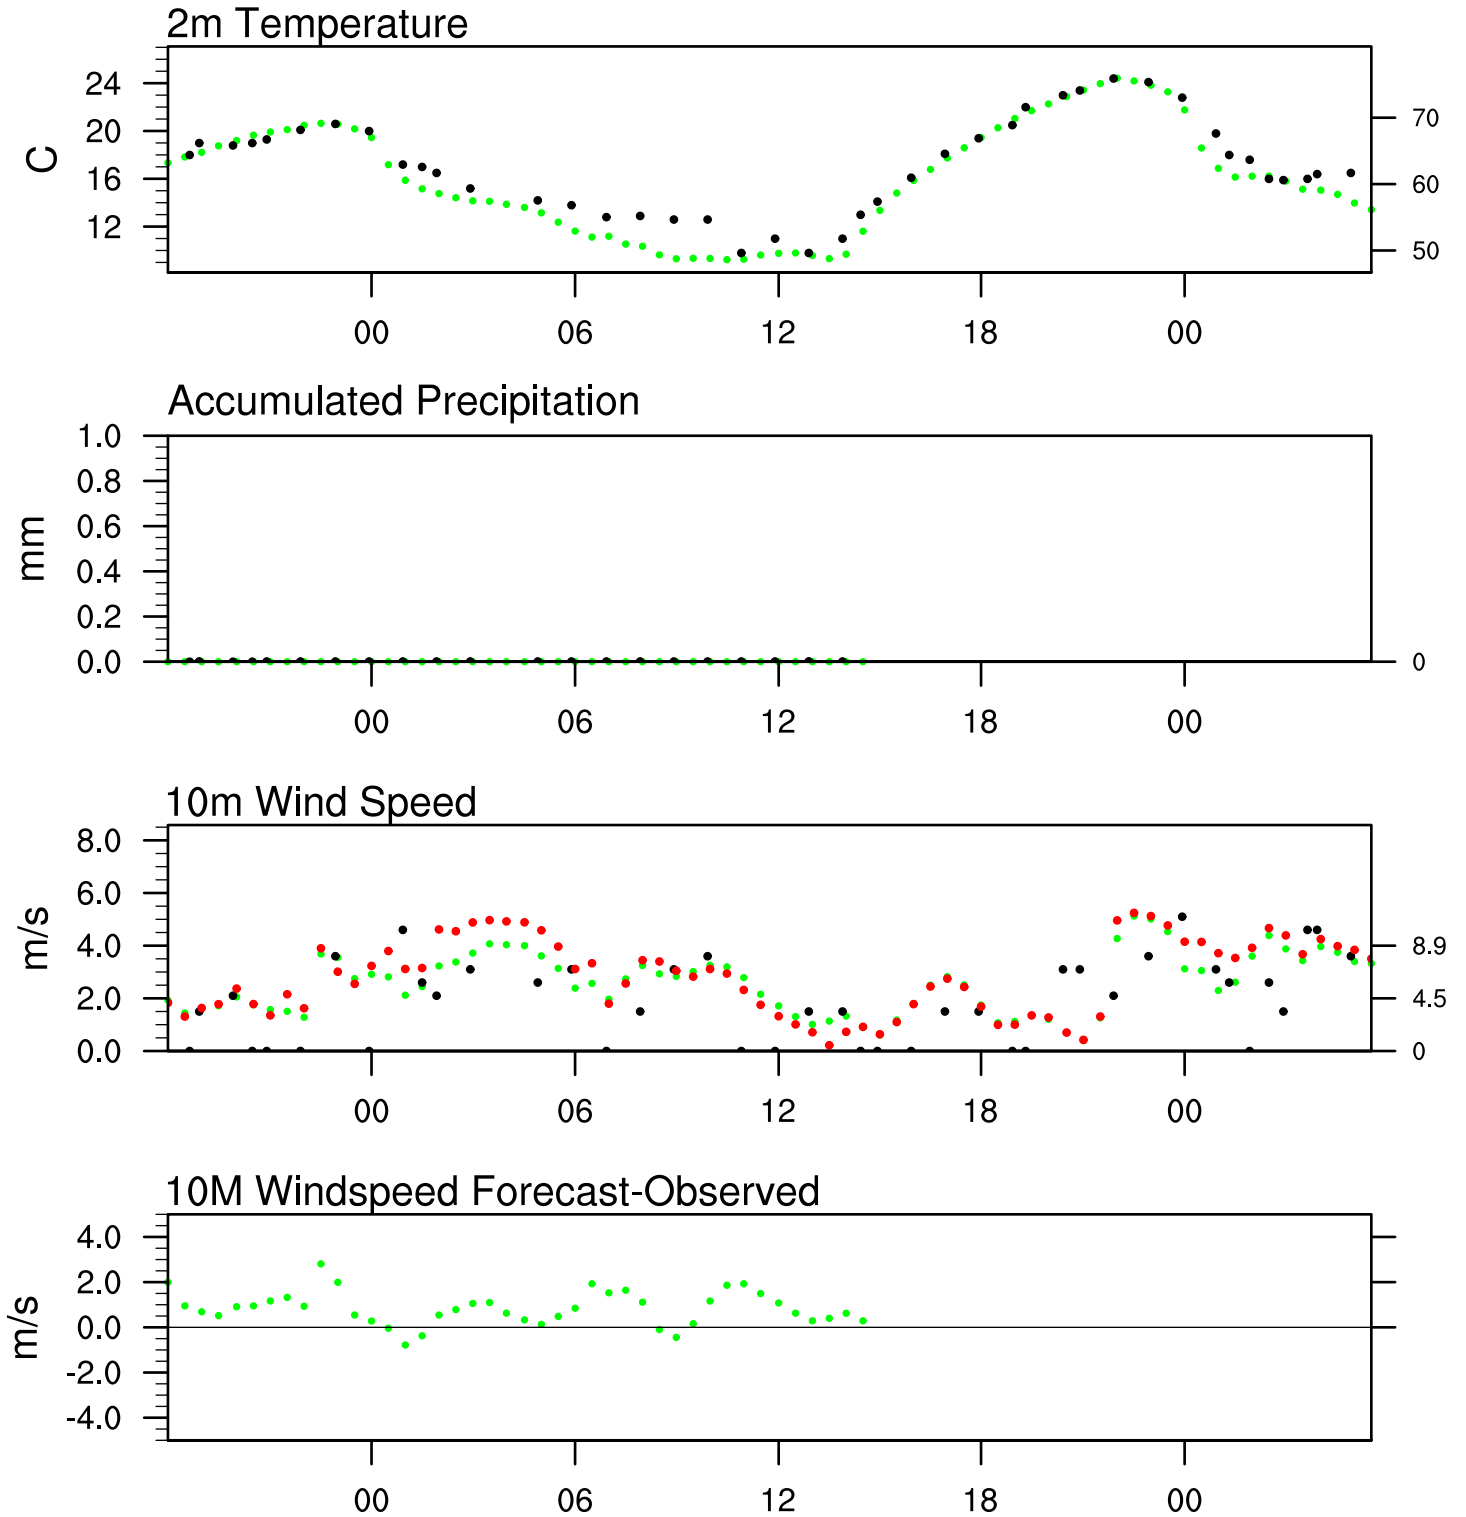 2m Temperature
24
20
16
12
C
70
60
50
00 06 12 18 00
Accumulated Precipitation
1.0
0.8
0.6
0.4
0.2
0.0
mm
0
00 06 12 18 00
10m Wind Speed
8.0
6.0
4.0
2.0
0.0
m/s
8.9
4.5
0
00 06 12 18 00
10M Windspeed Forecast-Observed
4.0
2.0
0.0
-2.0
-4.0
m/s
00 06 12 18 00